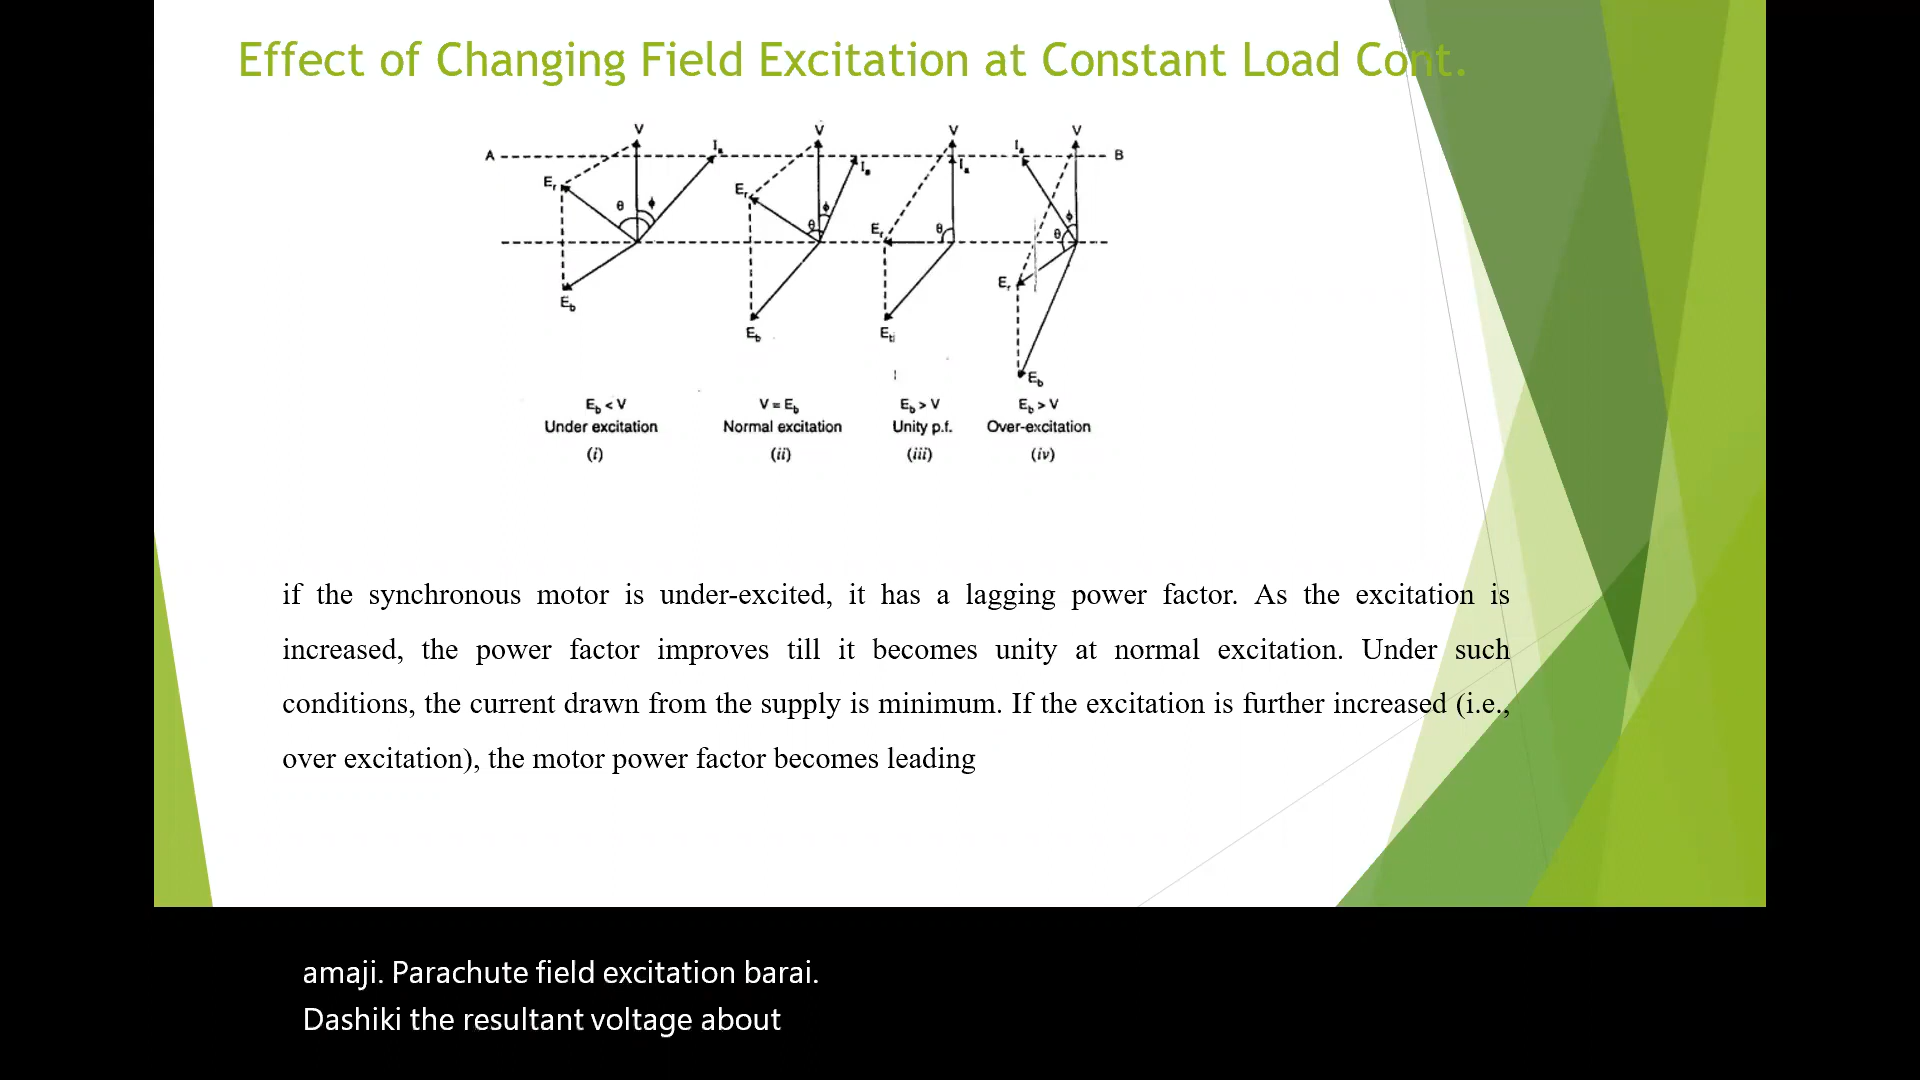 Effect of Changing Field Excitation at Constant Load Cont.
V V V V
A Ia Ia Ia Ia B
Er Er Er Er
θ ϕ θ ϕ θ θ ϕ
Eb Eb Eb Eb
Eb < V V = Eb Eb > V Eb > V
Under excitation Normal excitation Unity p.f. Over-excitation
(i) (ii) (iii) (iv)
if the synchronous motor is under-excited, it has a lagging power factor. As the excitation is
increased, the power factor improves till it becomes unity at normal excitation. Under such
conditions, the current drawn from the supply is minimum. If the excitation is further increased (i.e.,
over excitation), the motor power factor becomes leading
amaji. Parachute field excitation barai.
Dashiki the resultant voltage about